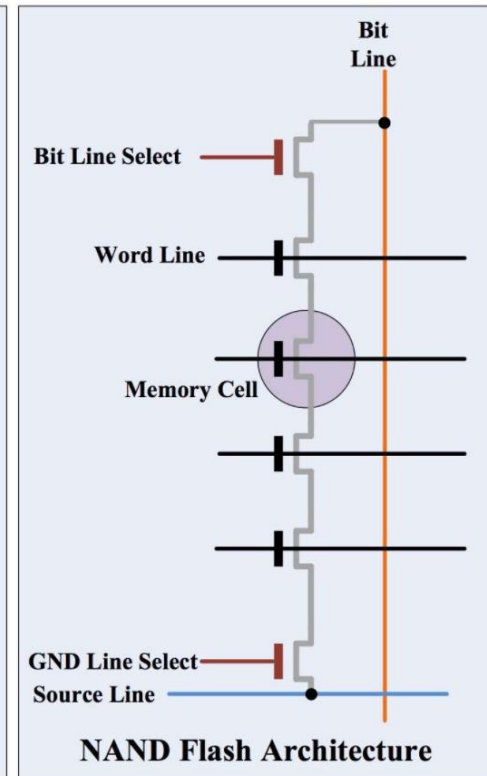 Bit
Line
Bit Line Select
Word Line
Memory Cell
GND Line Select
Source Line
NAND Flash Architecture